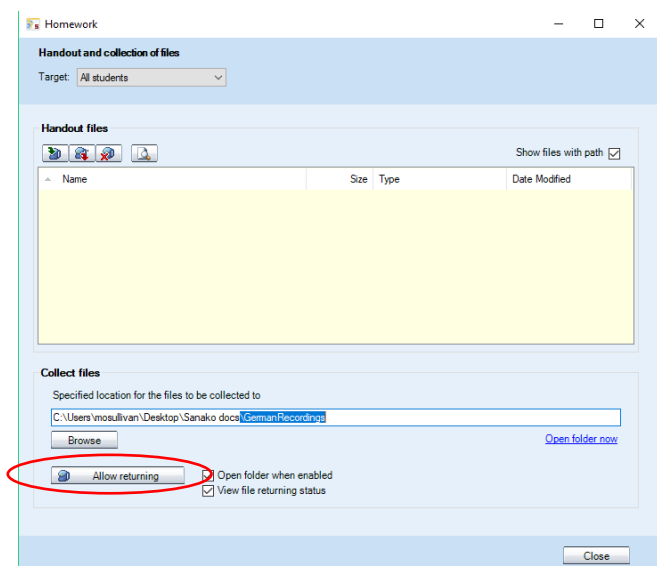 Homework
Handout and collection of files
Target: All students
Handout files
Show files with path
Name Size Type Date Modified
Collect files
Specified location for the files to be collected to
C:\Users\mosullivan\Desktop\Sanako docs\GermanRecordings
Browse Open folder now
Allow returning Open folder when enabled
View file returning status
Close